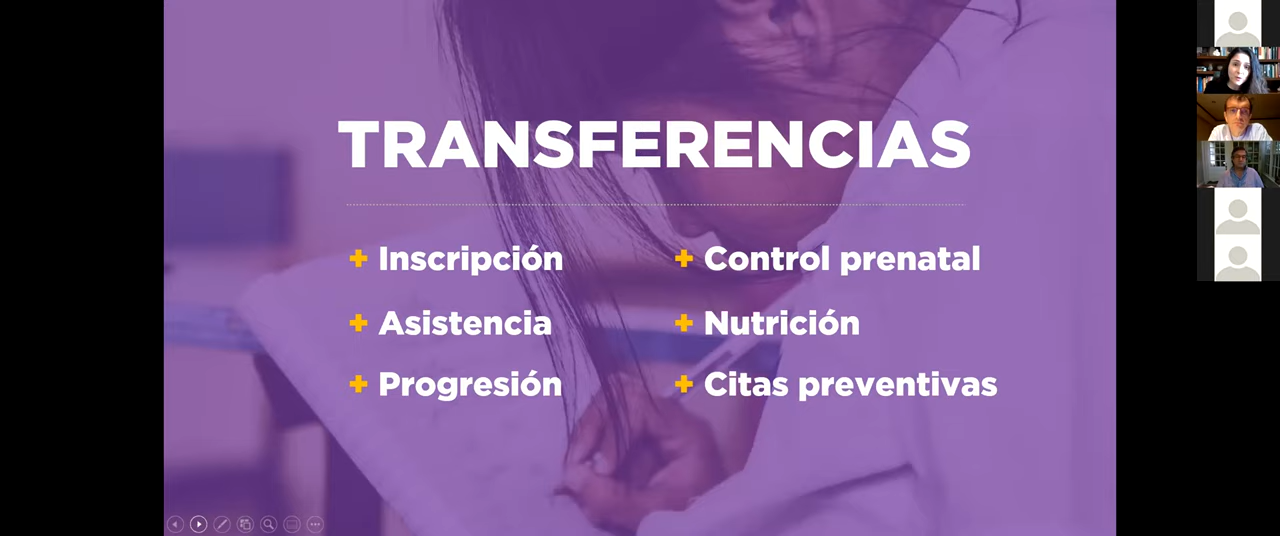 TRANSFERENCIAS
+ Inscripción
+ Asistencia
+ Progresión
+ Control prenatal
+ Nutrición
+ Citas preventivas